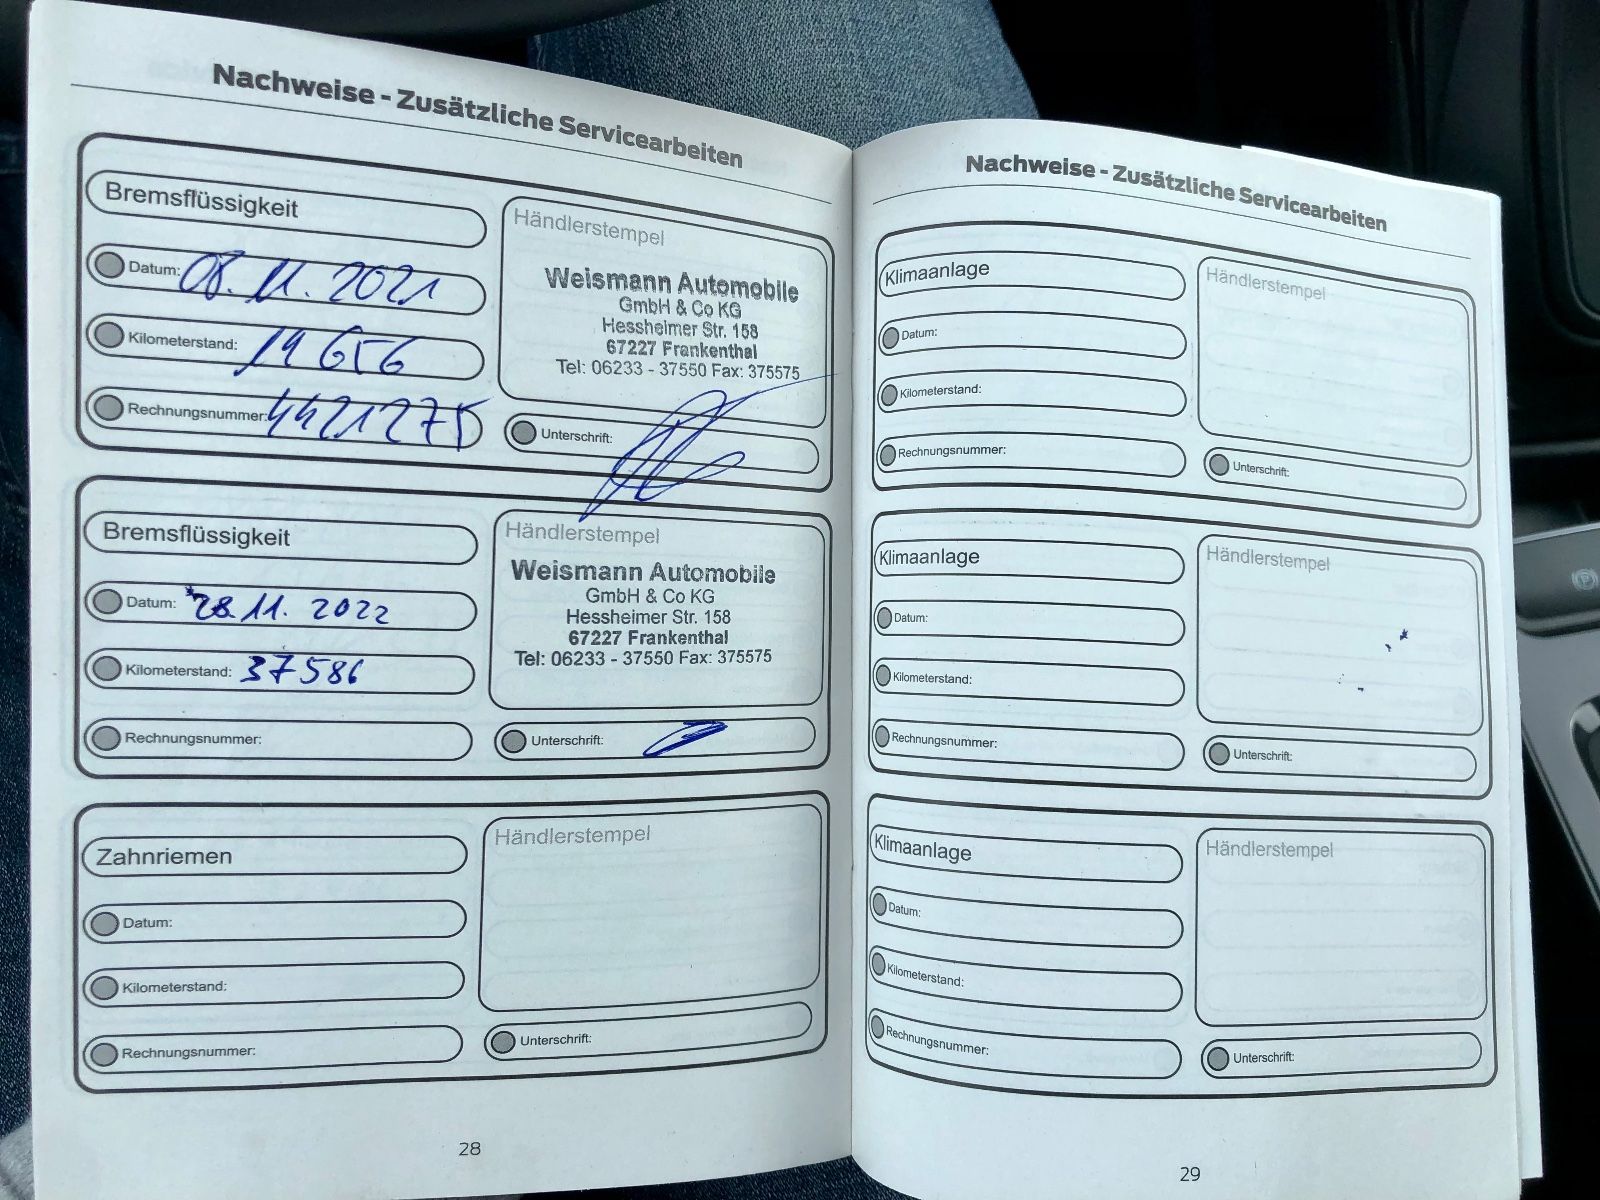 Nachweise - Zusätzliche Servicearbeiten
Bremsflüssigkeit
Datum: 08.11.2021
Kilometerstand: 19 656
Rechnungsnummer: 4421275
Händlerstempel
Weismann Automobile
GmbH & Co KG
Hessheimer Str. 158
67227 Frankenthal
Tel: 06233 - 37550 Fax: 375575
Unterschrift:
Bremsflüssigkeit
Datum: 28.11.2022
Kilometerstand: 37586
Rechnungsnummer:
Händlerstempel
Weismann Automobile
GmbH & Co KG
Hessheimer Str. 158
67227 Frankenthal
Tel: 06233 - 37550 Fax: 375575
Unterschrift:
Zahnriemen
Datum:
Kilometerstand:
Rechnungsnummer:
Händlerstempel
Unterschrift:
28
Nachweise - Zusätzliche Servicearbeiten
Klimaanlage
Datum:
Kilometerstand:
Rechnungsnummer:
Händlerstempel
Unterschrift:
Klimaanlage
Datum:
Kilometerstand:
Rechnungsnummer:
Händlerstempel
Unterschrift:
Klimaanlage
Datum:
Kilometerstand:
Rechnungsnummer:
Händlerstempel
Unterschrift:
29